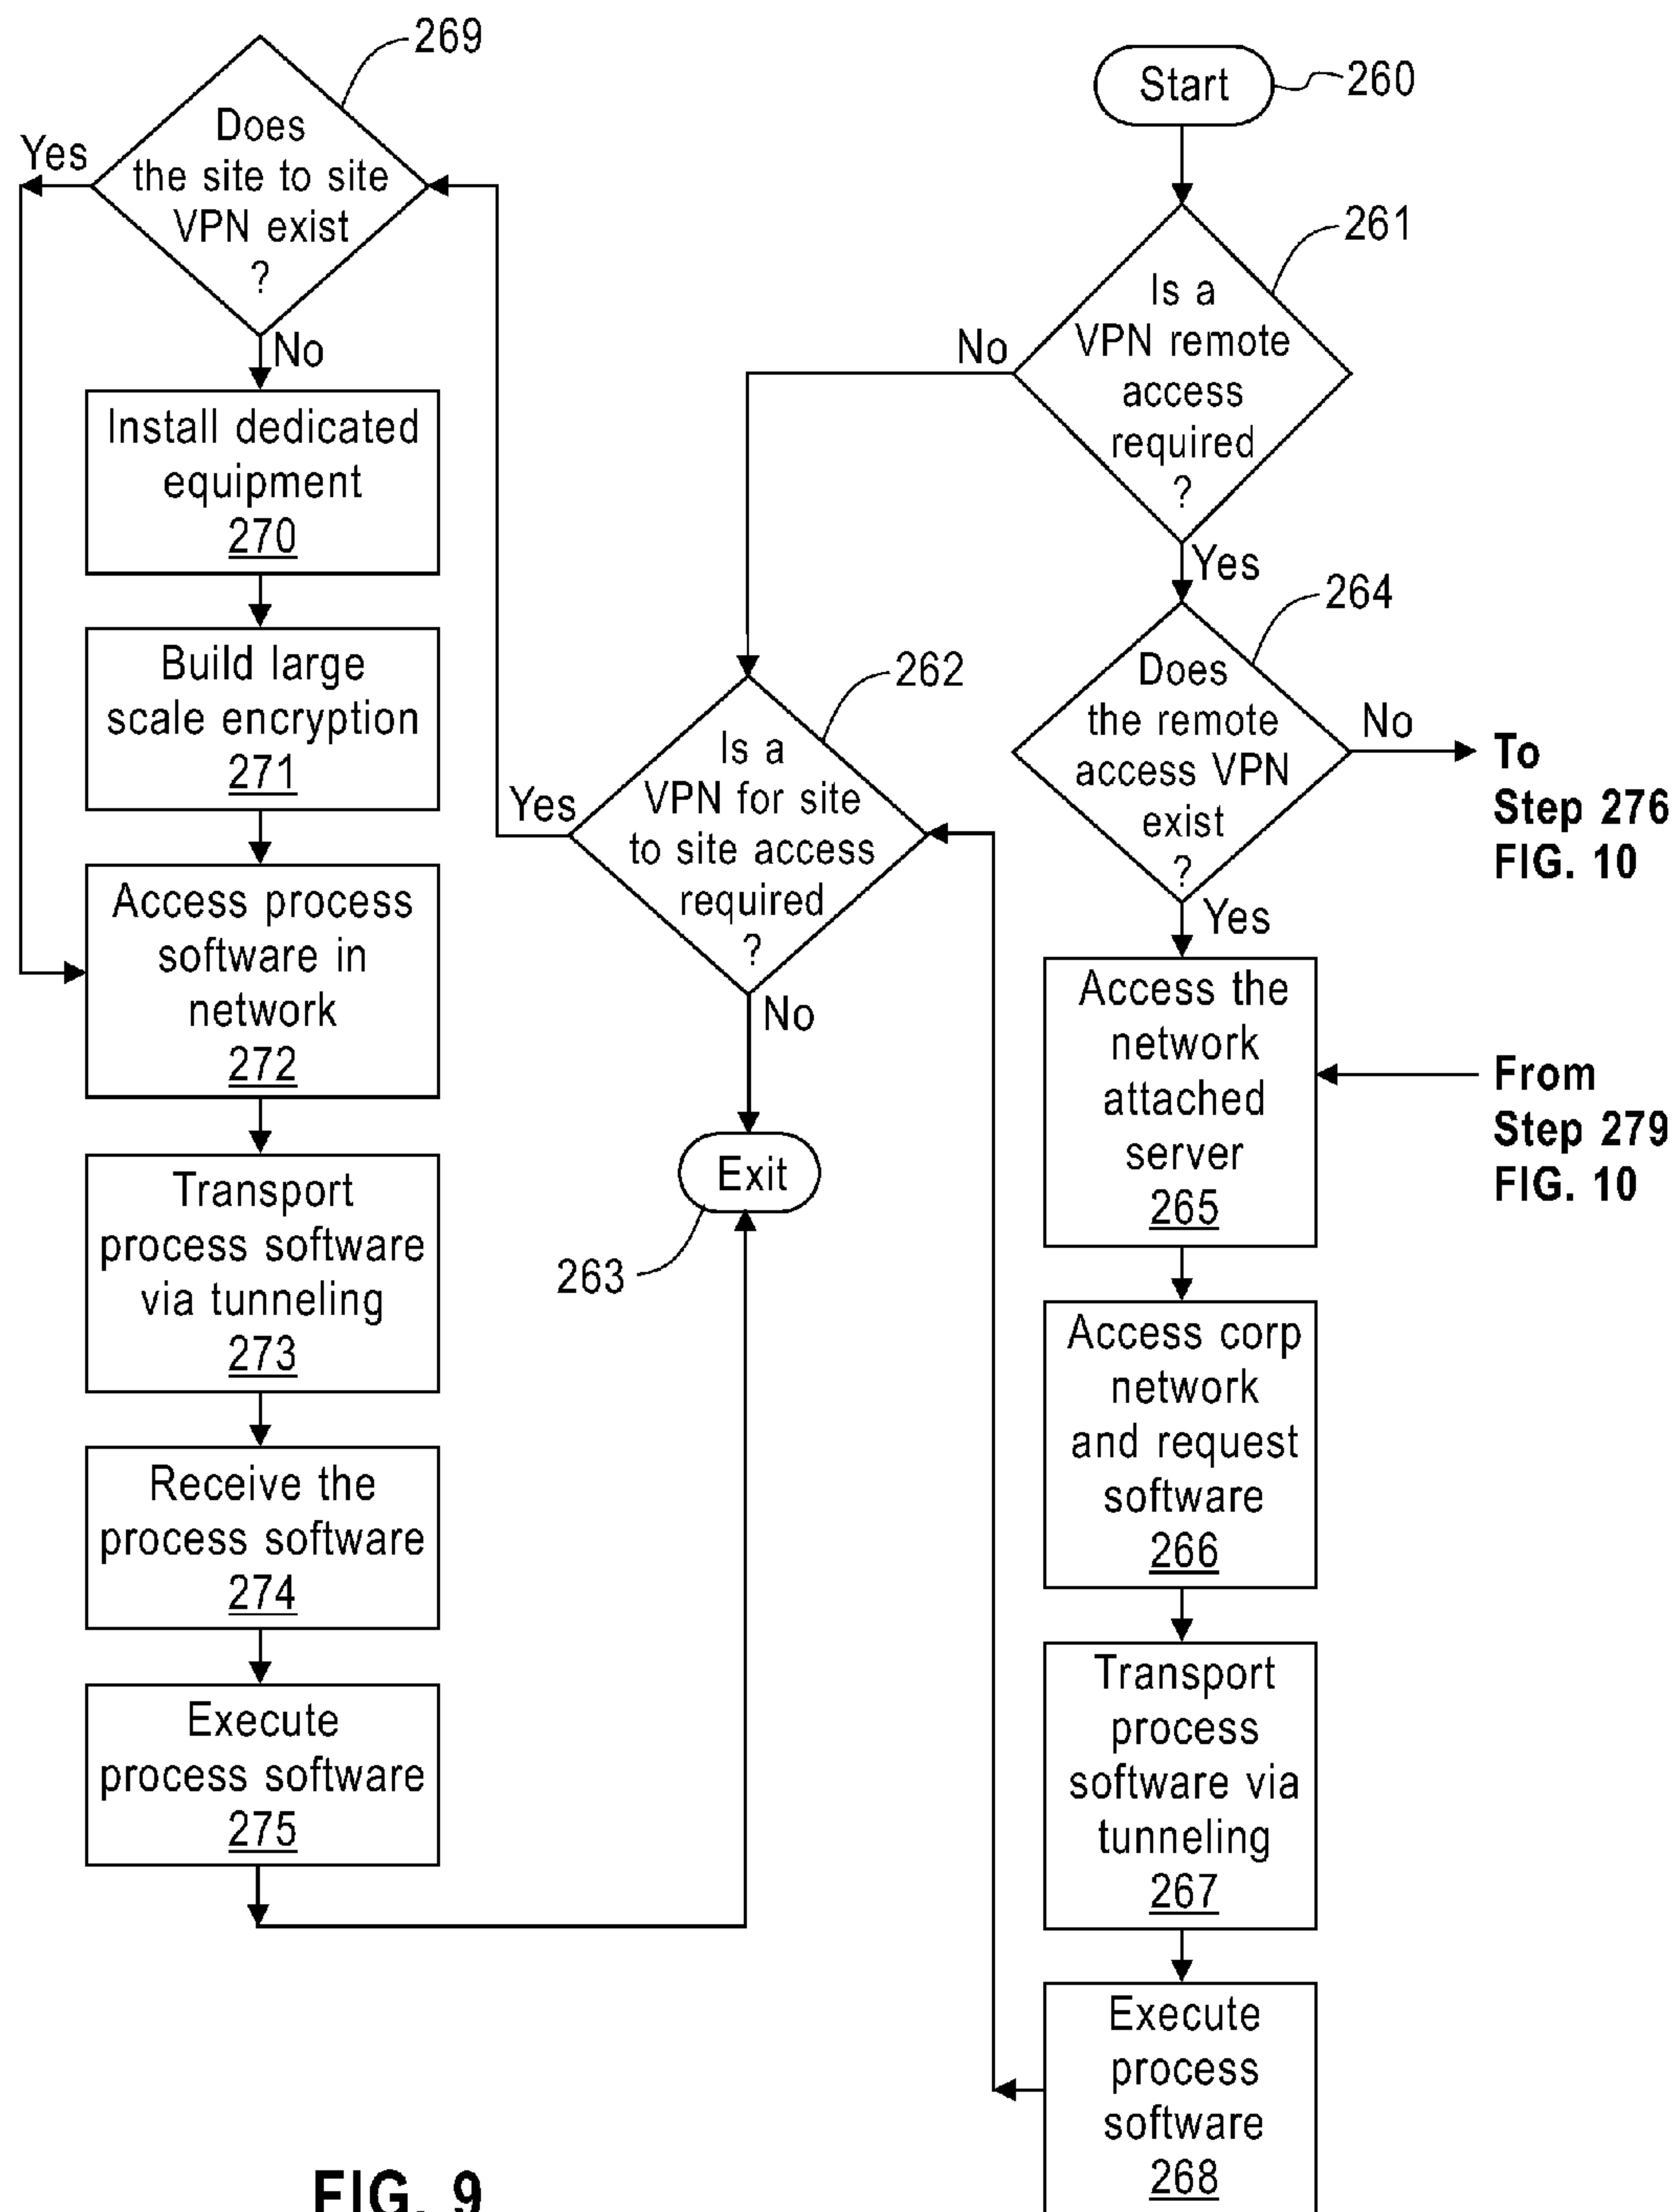 269
Does
the site to site
VPN exist
?
Yes
No
Install dedicated
equipment
270
Build large
scale encryption
271
Access process
software in
network
272
Transport
process software
via tunneling
273
Receive the
process software
274
Execute
process software
275
Start
260
261
Is a
VPN remote
access
required
?
No
Yes
262
Is a
VPN for site
to site access
required
?
Yes
No
Exit
263
264
Does
the remote
access VPN
exist
?
No
To
Step 276
FIG. 10
Yes
Access the
network
attached
server
265
From
Step 279
FIG. 10
Access corp
network
and request
software
266
Transport
process
software via
tunneling
267
Execute
process
software
268
FIG. 9